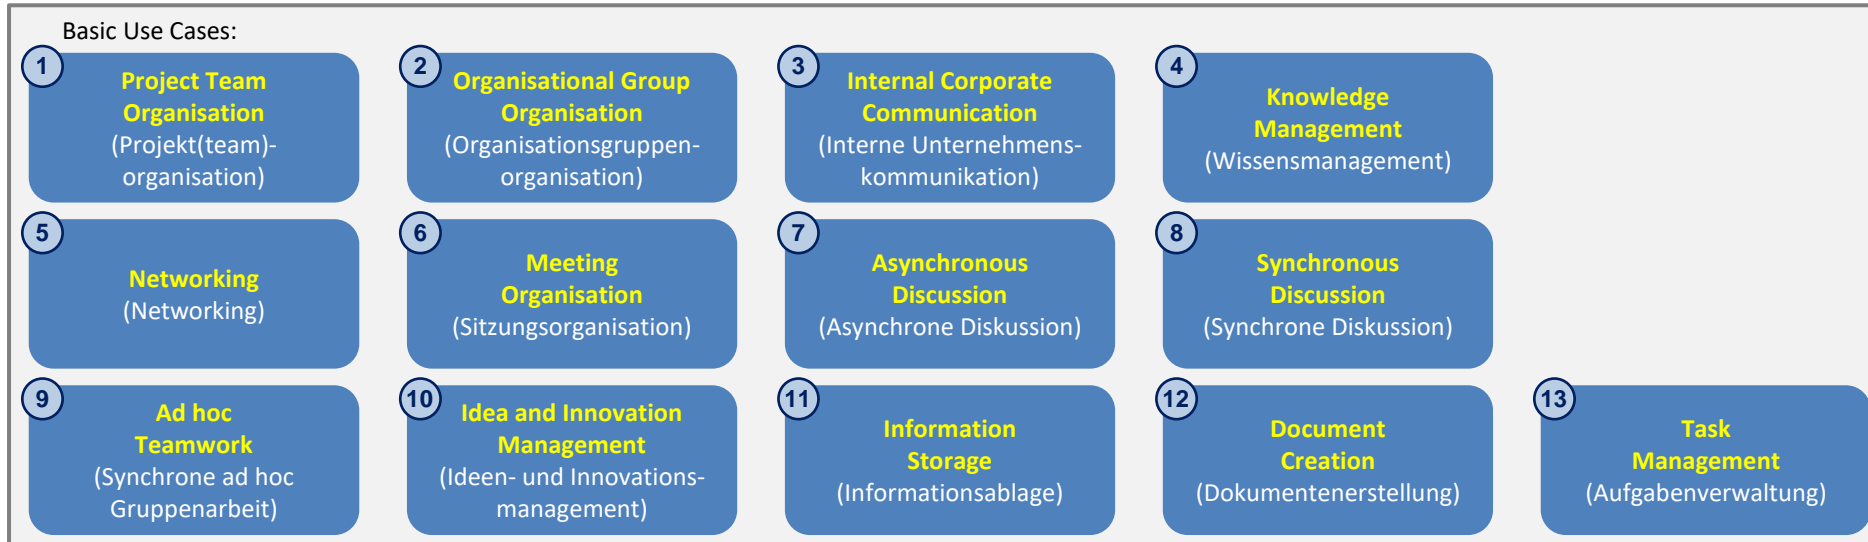 Basic Use Cases:
1
Project Team
Organisation
(Projekt(team)-
organisation)
2
Organisational Group
Organisation
(Organisationsgruppen-
organisation)
3
Internal Corporate
Communication
(Interne Unternehmens-
kommunikation)
4
Knowledge
Management
(Wissensmanagement)
5
Networking
(Networking)
6
Meeting
Organisation
(Sitzungsorganisation)
7
Asynchronous
Discussion
(Asynchrone Diskussion)
8
Synchronous
Discussion
(Synchrone Diskussion)
9
Ad hoc
Teamwork
(Synchrone ad hoc
Gruppenarbeit)
10
Idea and Innovation
Management
(Ideen- und Innovations-
management)
11
Information
Storage
(Informationsablage)
12
Document
Creation
(Dokumentenerstellung)
13
Task
Management
(Aufgabenverwaltung)